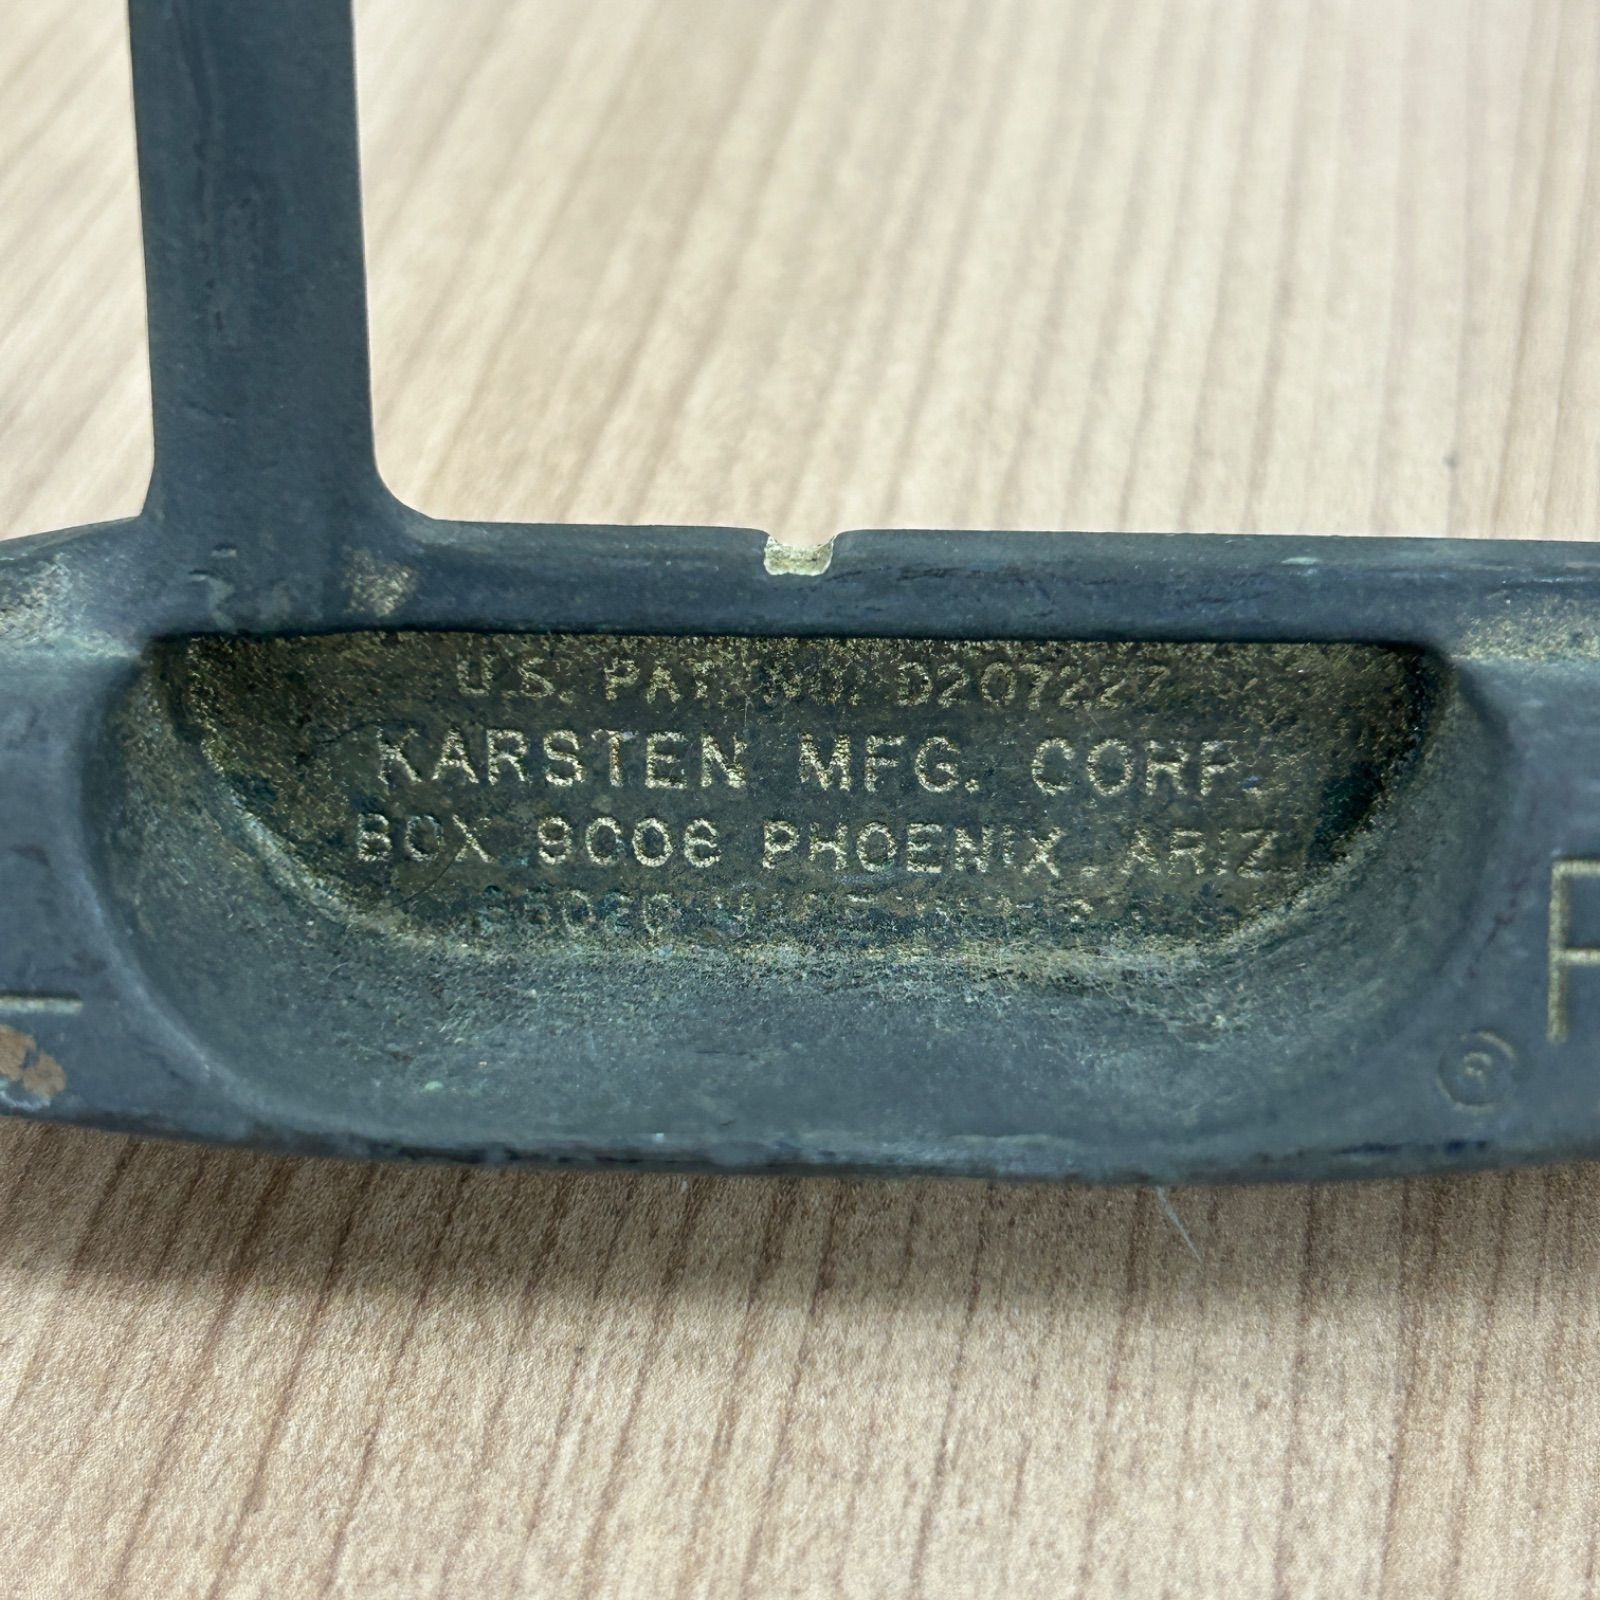 U.S. PAT. NO. D207227
KARSTEN MFG. CORP.
BOX 9006 PHOENIX, ARIZ.
®